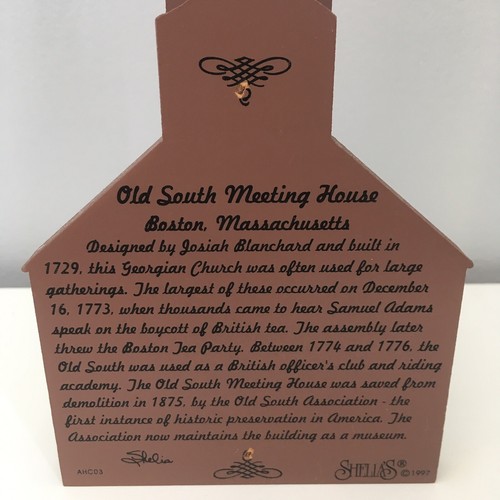 Old South Meeting House
Boston, Massachusetts
Designed by Josiah Blanchard and built in
1729, this Georgian Church was often used for large
gatherings. The largest of these occurred on December
16, 1773, when thousands came to hear Samuel Adams
speak on the boycott of British tea. The assembly later
threw the Boston Tea Party. Between 1774 and 1776, the
Old South was used as a British officer's club and riding
academy. The Old South Meeting House was saved from
demolition in 1875, by the Old South Association - the
first instance of historic preservation in America. The
Association now maintains the building as a museum.
Shelia
AHC03
SHELIA'S ® © 1997